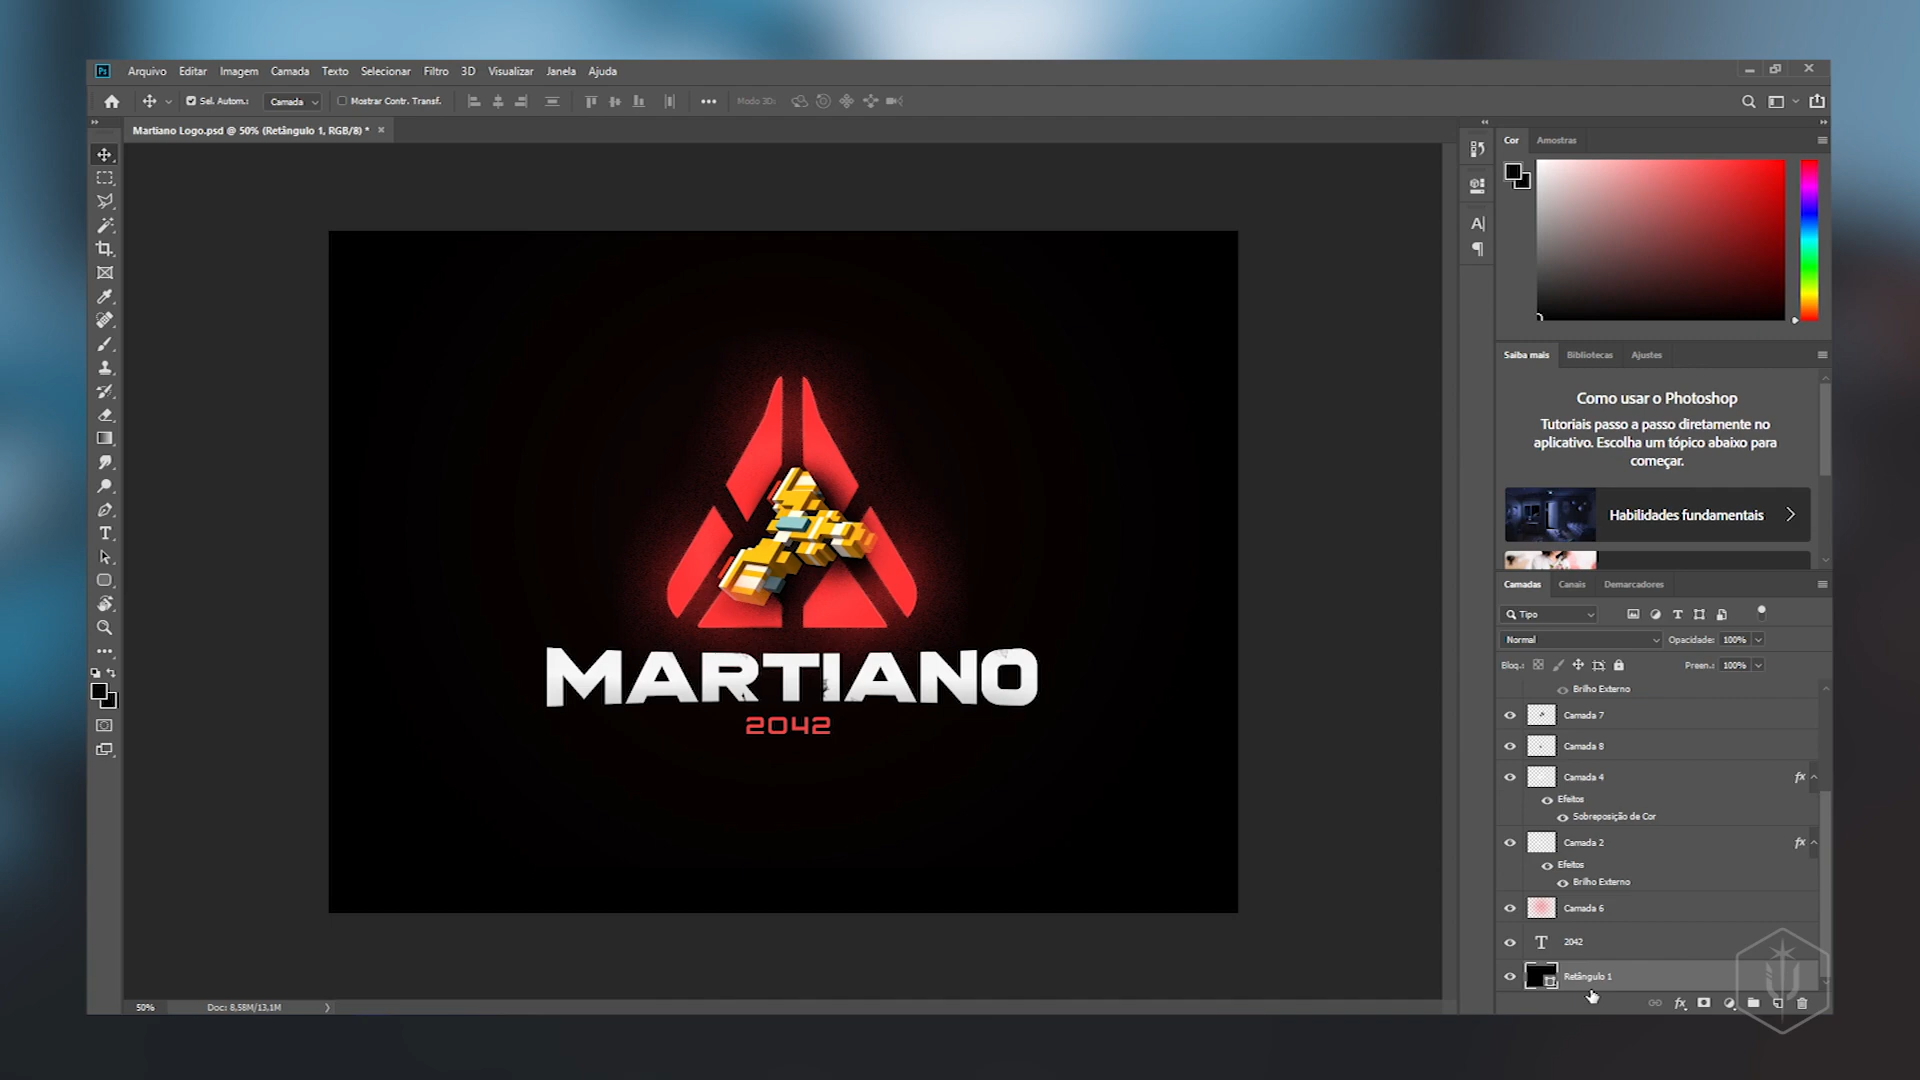 Ps Arquivo Editar Imagem Camada Texto Selecionar Filtro 3D Visualizar Janela Ajuda
Sel. Autom.: Camada Mostrar Contr. Transf. Modo 3D:
Martiano Logo.psd @ 50% (Retângulo 1, RGB/8) *
Cor Amostras
Saiba mais Bibliotecas Ajustes
Como usar o Photoshop
Tutoriais passo a passo diretamente no
aplicativo. Escolha um tópico abaixo para
começar.
Habilidades fundamentais
MARTIANO
2042
Camadas Canais Demarcadores
Tipo
Normal Opacidade: 100%
Bloq.: Preen.: 100%
Brilho Externo
Camada 7
Camada 8
Camada 4 fx
Efeitos
Sobreposição de Cor
Camada 2 fx
Efeitos
Brilho Externo
Camada 6
T 2042
Retângulo 1
fx
50% Doc: 8,58M/13,1M